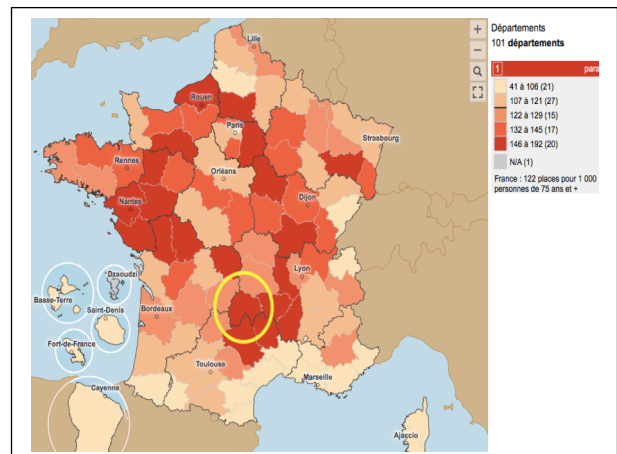 Départements
101 départements
1 para
41 à 106 (21)
107 à 121 (27)
122 à 129 (15)
132 à 145 (17)
146 à 192 (20)
N/A (1)
France : 122 places pour 1 000
personnes de 75 ans et +
+
−
Lille
Rouen
Paris
Strasbourg
Rennes
Orléans
Nantes
Dijon
Lyon
Dzaoudzi
Basse-Terre
Saint-Denis
Bordeaux
Fort-de-France
Toulouse
Marseille
Cayenne
Ajaccio